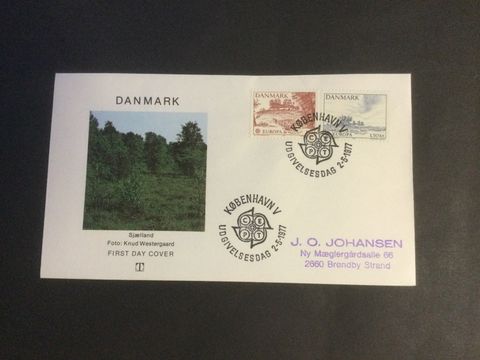 DANMARK
Sjælland
Foto: Knud Westergaard
FIRST DAY COVER
DANMARK
EUROPA
DANMARK
EUROPA
KØBENHAVN V
C E P T
UDGIVELSESDAG 2-5-1977
KØBENHAVN V
C E P T
UDGIVELSESDAG 2-5-1977
J. O. JOHANSEN
Ny Mæglergårdsalle 66
2660 Brøndby Strand